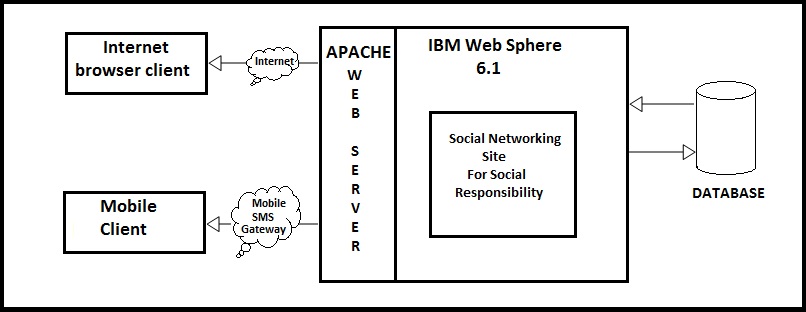 Internet
browser client
Internet
Mobile
Client
Mobile
SMS
Gateway
APACHE
W
E
B
S
E
R
V
E
R
IBM Web Sphere
6.1
Social Networking
Site
For Social
Responsibility
DATABASE